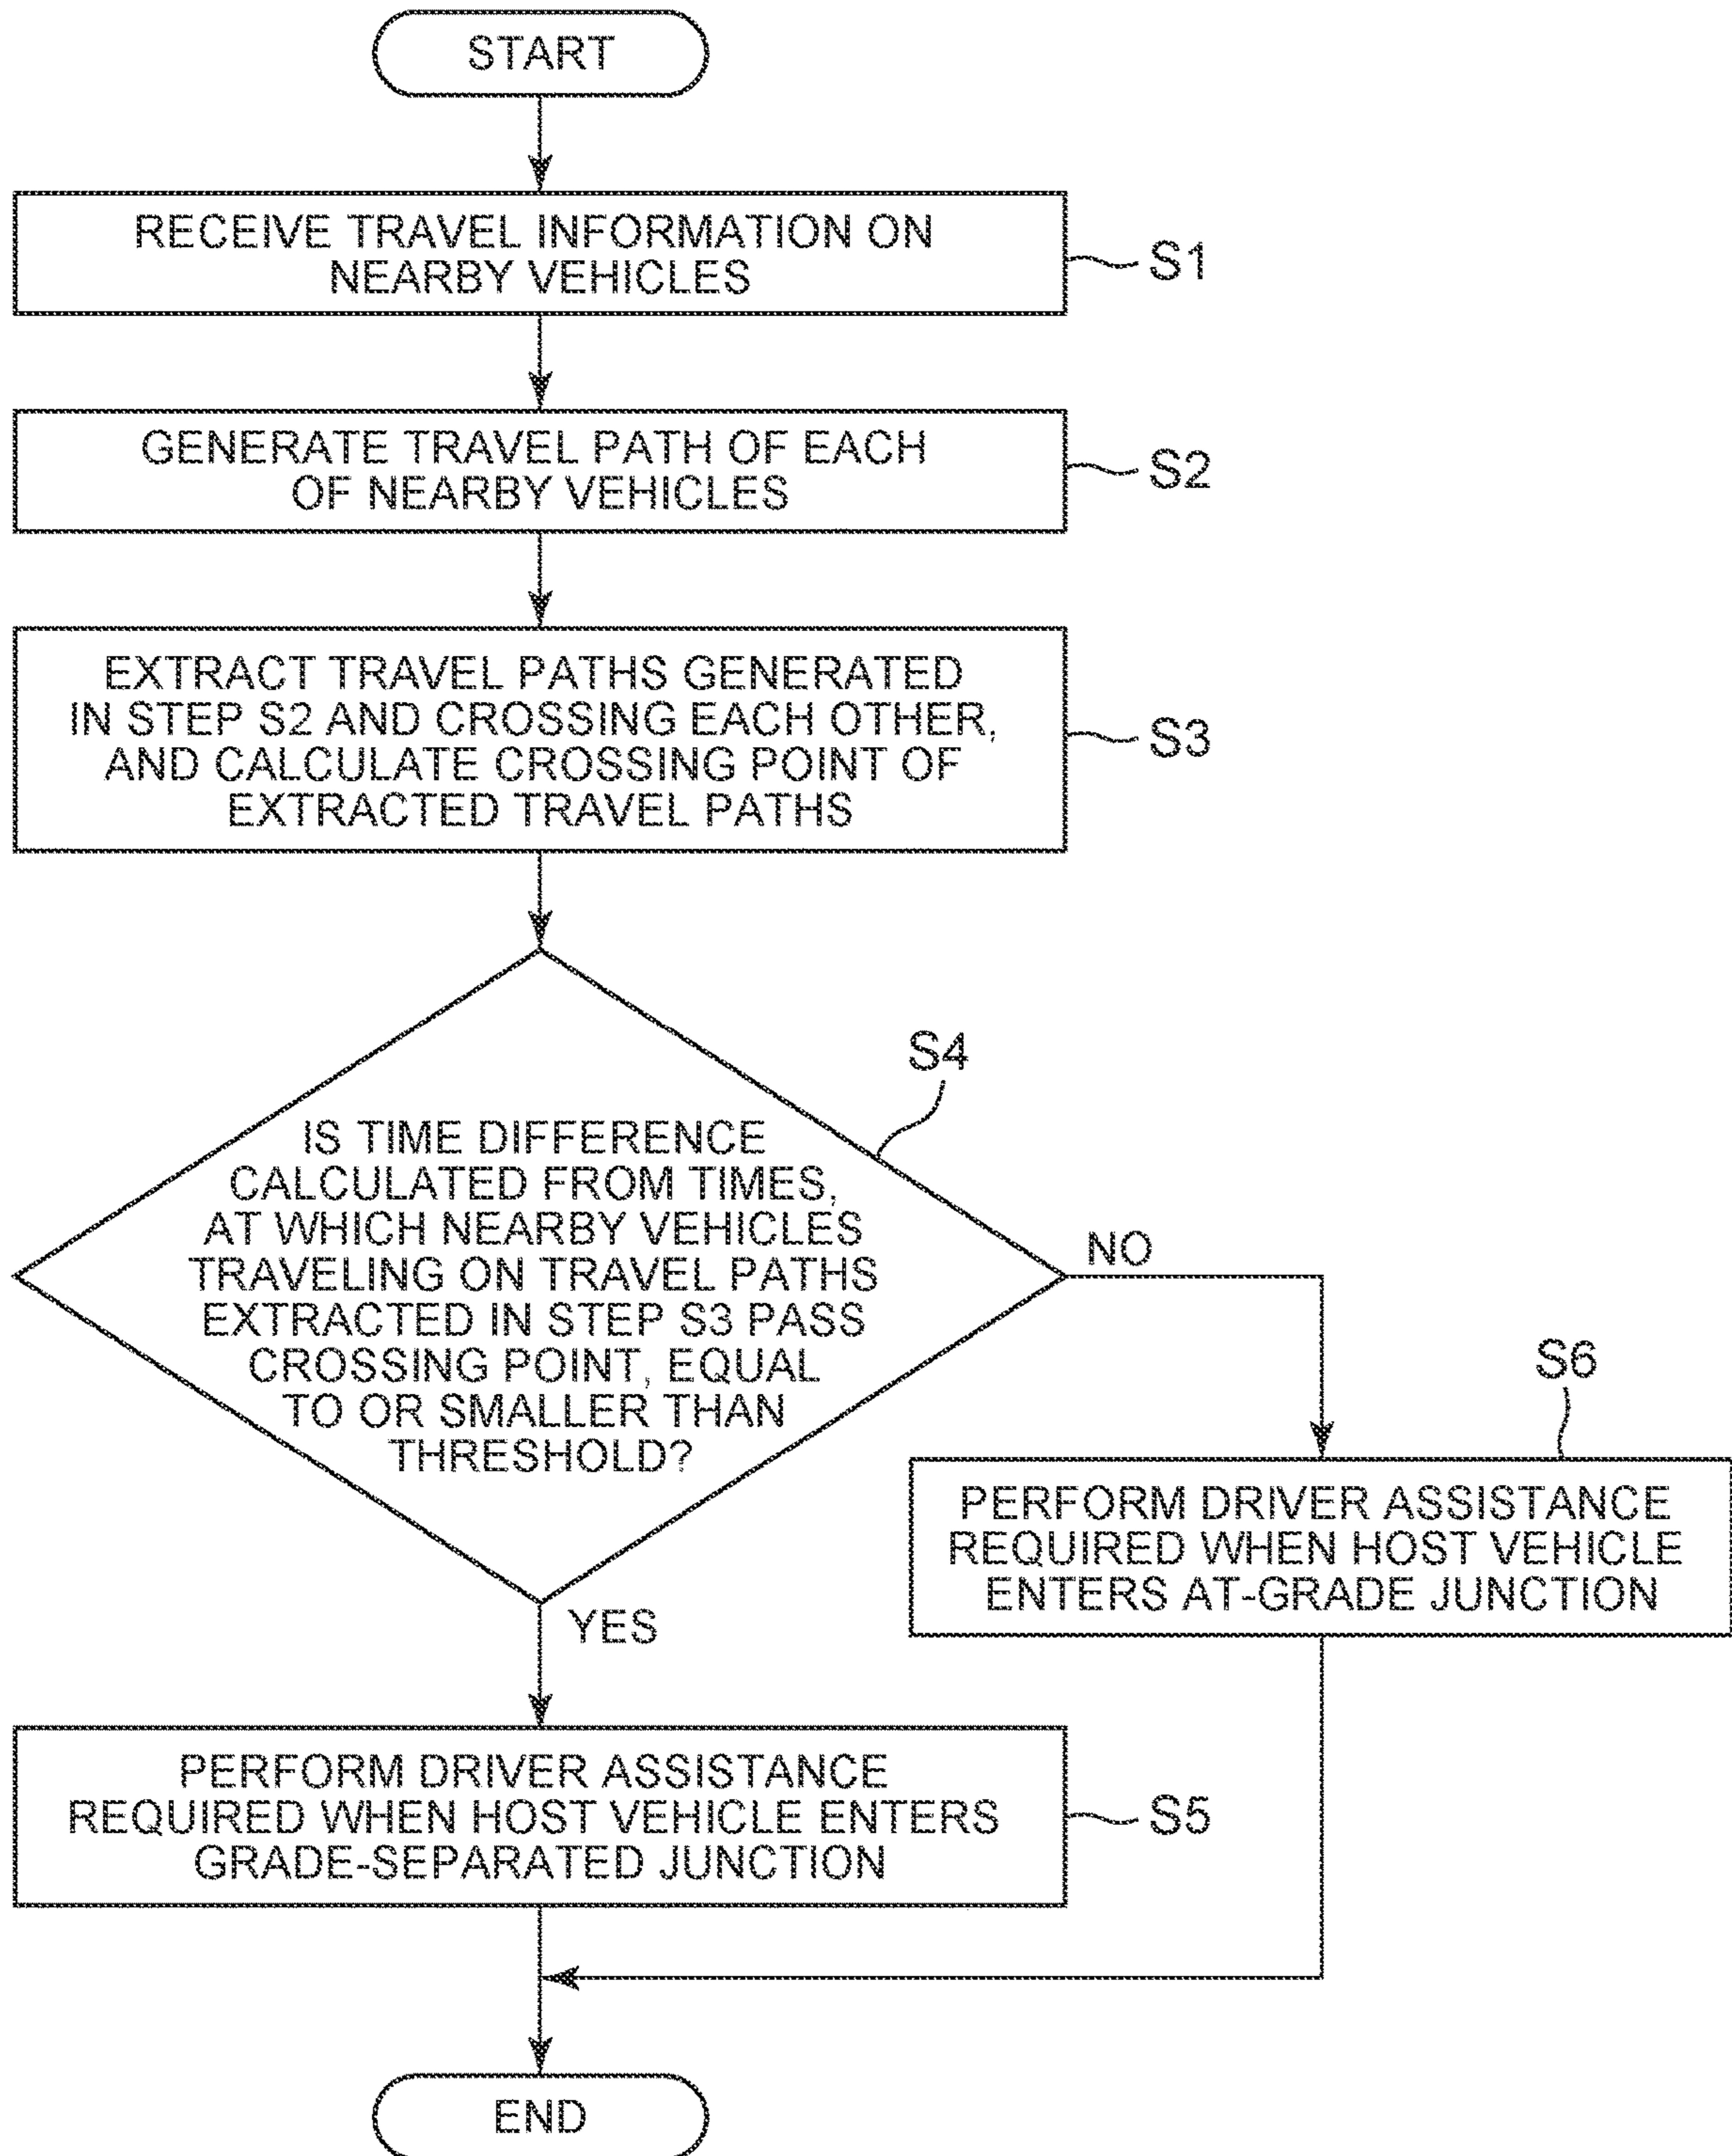 START
RECEIVE TRAVEL INFORMATION ON
NEARBY VEHICLES
S1
GENERATE TRAVEL PATH OF EACH
OF NEARBY VEHICLES
S2
EXTRACT TRAVEL PATHS GENERATED
IN STEP S2 AND CROSSING EACH OTHER,
AND CALCULATE CROSSING POINT OF
EXTRACTED TRAVEL PATHS
S3
S4
IS TIME DIFFERENCE
CALCULATED FROM TIMES,
AT WHICH NEARBY VEHICLES
TRAVELING ON TRAVEL PATHS
EXTRACTED IN STEP S3 PASS
CROSSING POINT, EQUAL
TO OR SMALLER THAN
THRESHOLD?
NO
S6
PERFORM DRIVER ASSISTANCE
REQUIRED WHEN HOST VEHICLE
ENTERS AT-GRADE JUNCTION
YES
PERFORM DRIVER ASSISTANCE
REQUIRED WHEN HOST VEHICLE ENTERS
GRADE-SEPARATED JUNCTION
S5
END